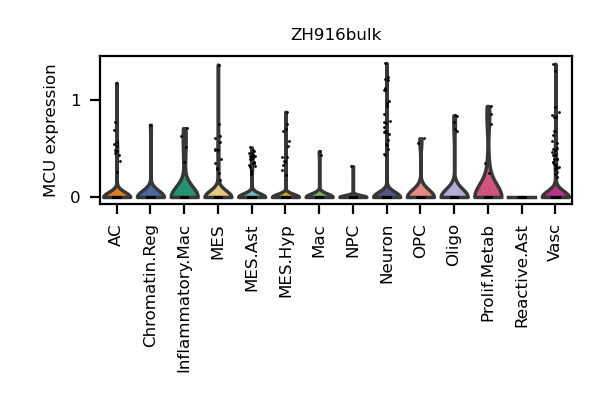 ZH916bulk
MCU expression
1
0
AC
Chromatin.Reg
Inflammatory.Mac
MES
MES.Ast
MES.Hyp
Mac
NPC
Neuron
OPC
Oligo
Prolif.Metab
Reactive.Ast
Vasc